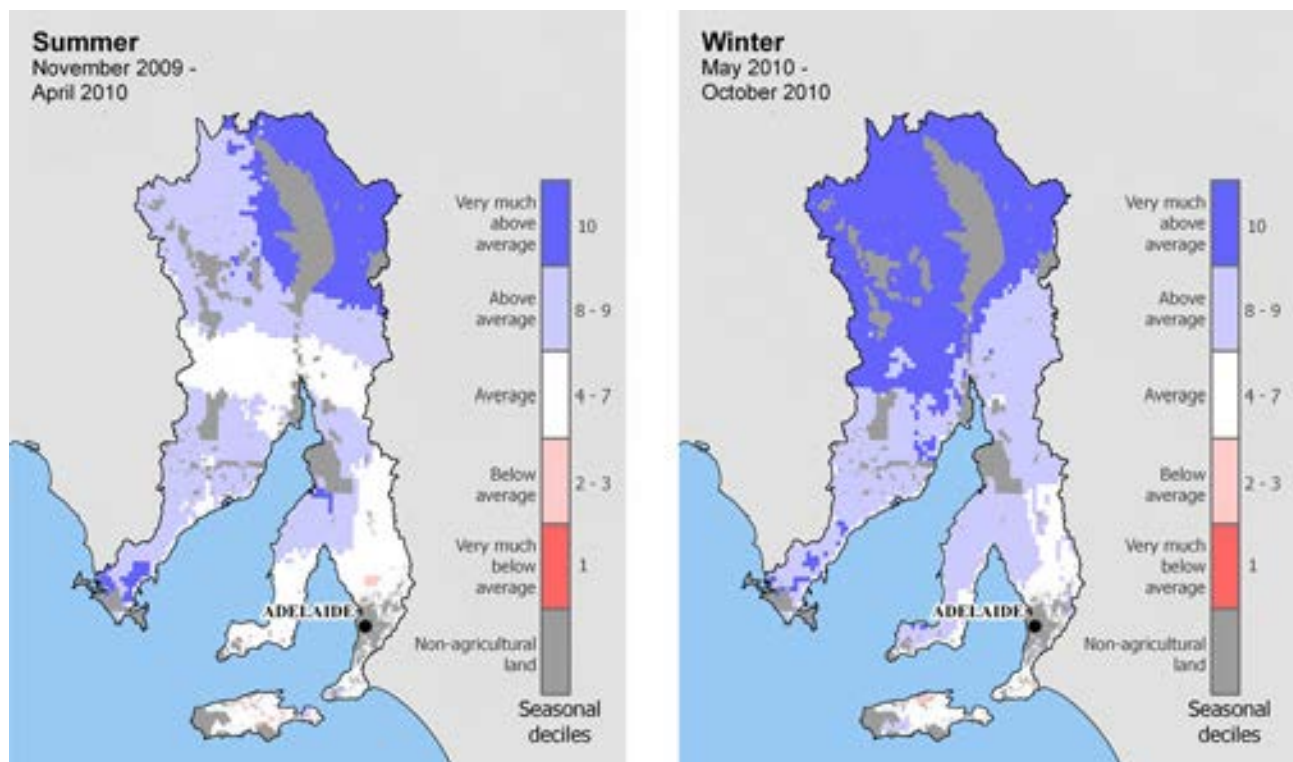 Summer
November 2009 -
April 2010
Very much
above
average
10
Above
average
8 - 9
Average
4 - 7
Below
average
2 - 3
Very much
below
average
1
Non-agricultural
land
Seasonal
deciles
ADELAIDE
Winter
May 2010 -
October 2010
Very much
above
average
10
Above
average
8 - 9
Average
4 - 7
Below
average
2 - 3
Very much
below
average
1
Non-agricultural
land
Seasonal
deciles
ADELAIDE